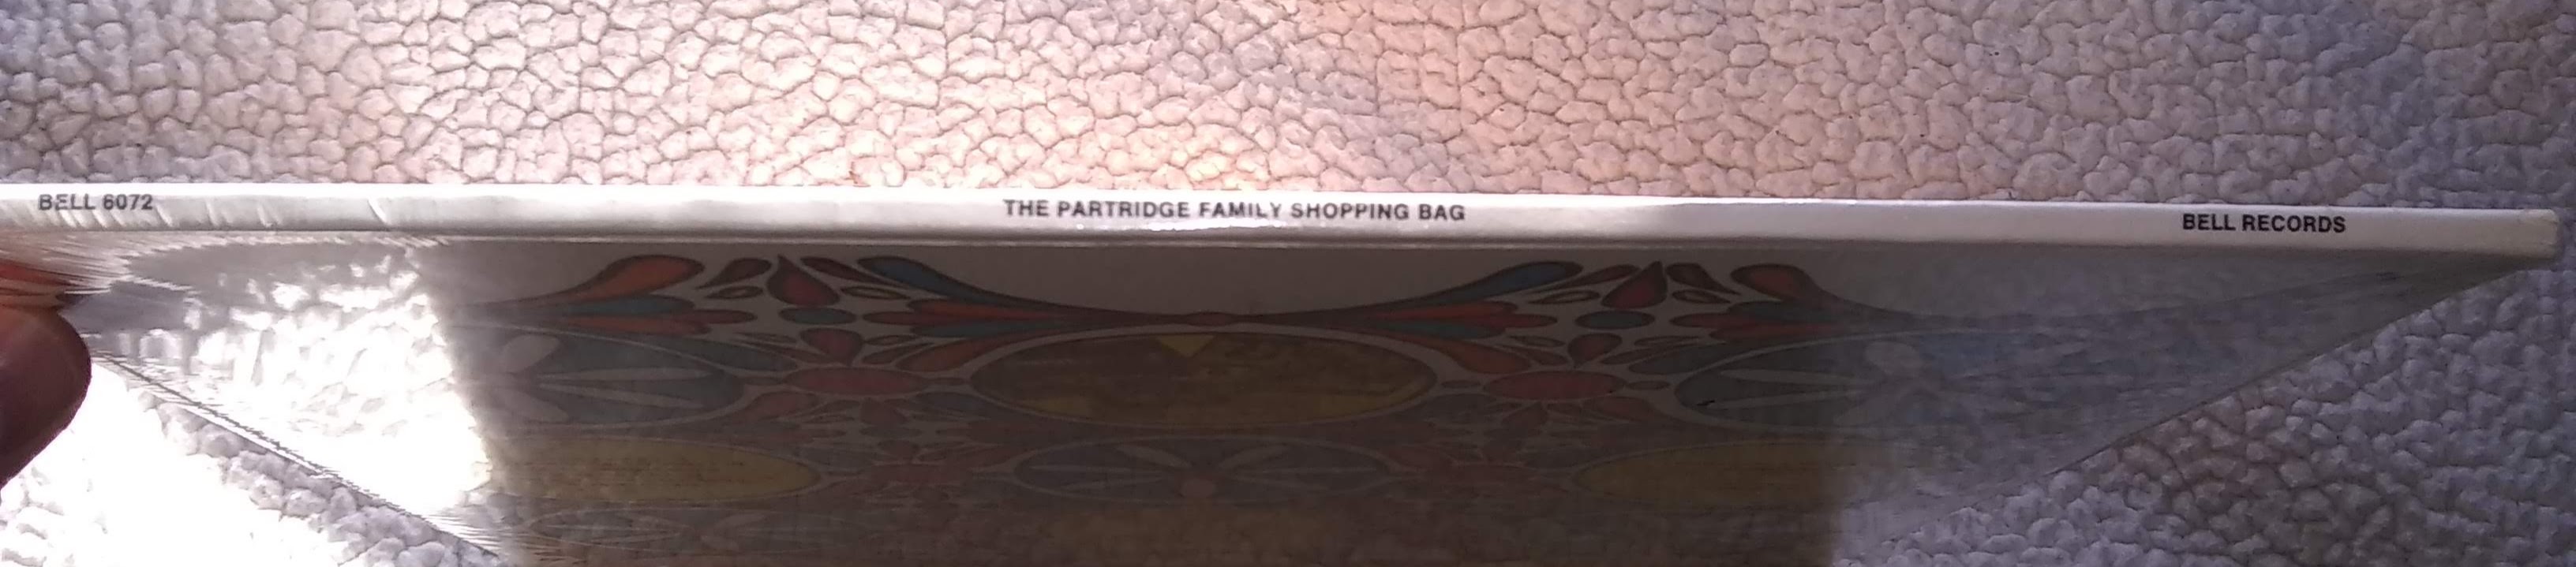 BELL 6072
THE PARTRIDGE FAMILY SHOPPING BAG
BELL RECORDS